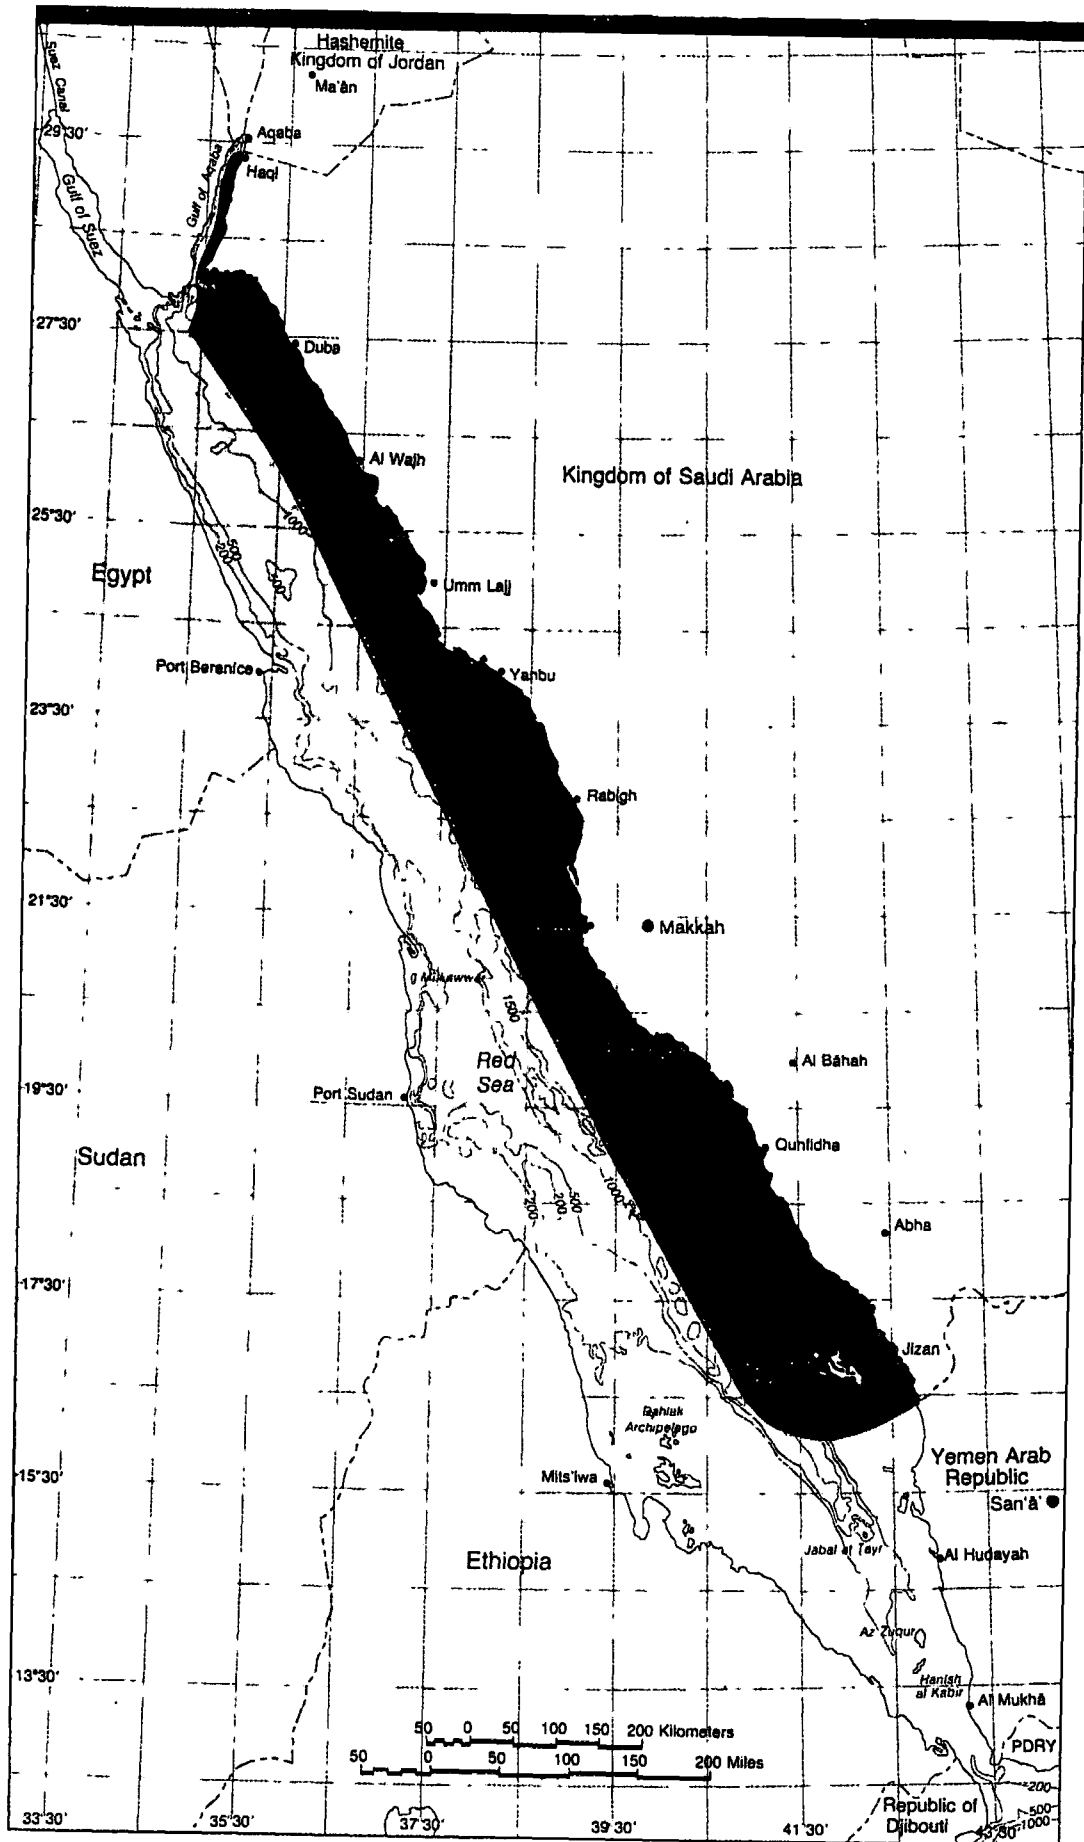 Hashemite
Kingdom of Jordan
Ma'ân
Suez Canal
29°30'
Aqaba
Haql
Gulf of Aqaba
Gulf of Suez
27°30'
Duba
Al Wajh
Kingdom of Saudi Arabia
25°30'
1000
500
200
500
Egypt
Umm Lajj
Port Berenice
Yanbu
23°30'
Rabigh
21°30'
Makkah
1500
Red
Sea
Al Bāhah
19°30'
Port Sudan
Qunfidha
Sudan
1000
500
200
200
Abha
17°30'
Jizan
Dahlak
Archipelago
Yemen Arab
Republic
15°30'
Mits'iwa
San'â'
Ethiopia
Jabal at Tayr
Al Hudayah
Az Zuqur
13°30'
Hanish
al Kabir
Al Mukhā
50 0 50 100 150 200 Kilometers
50 0 50 100 200 Miles
PDRY
200
500
1000
Republic of
Djibouti
33°30'
35°30'
37°30'
39°30'
41°30'
43°30'